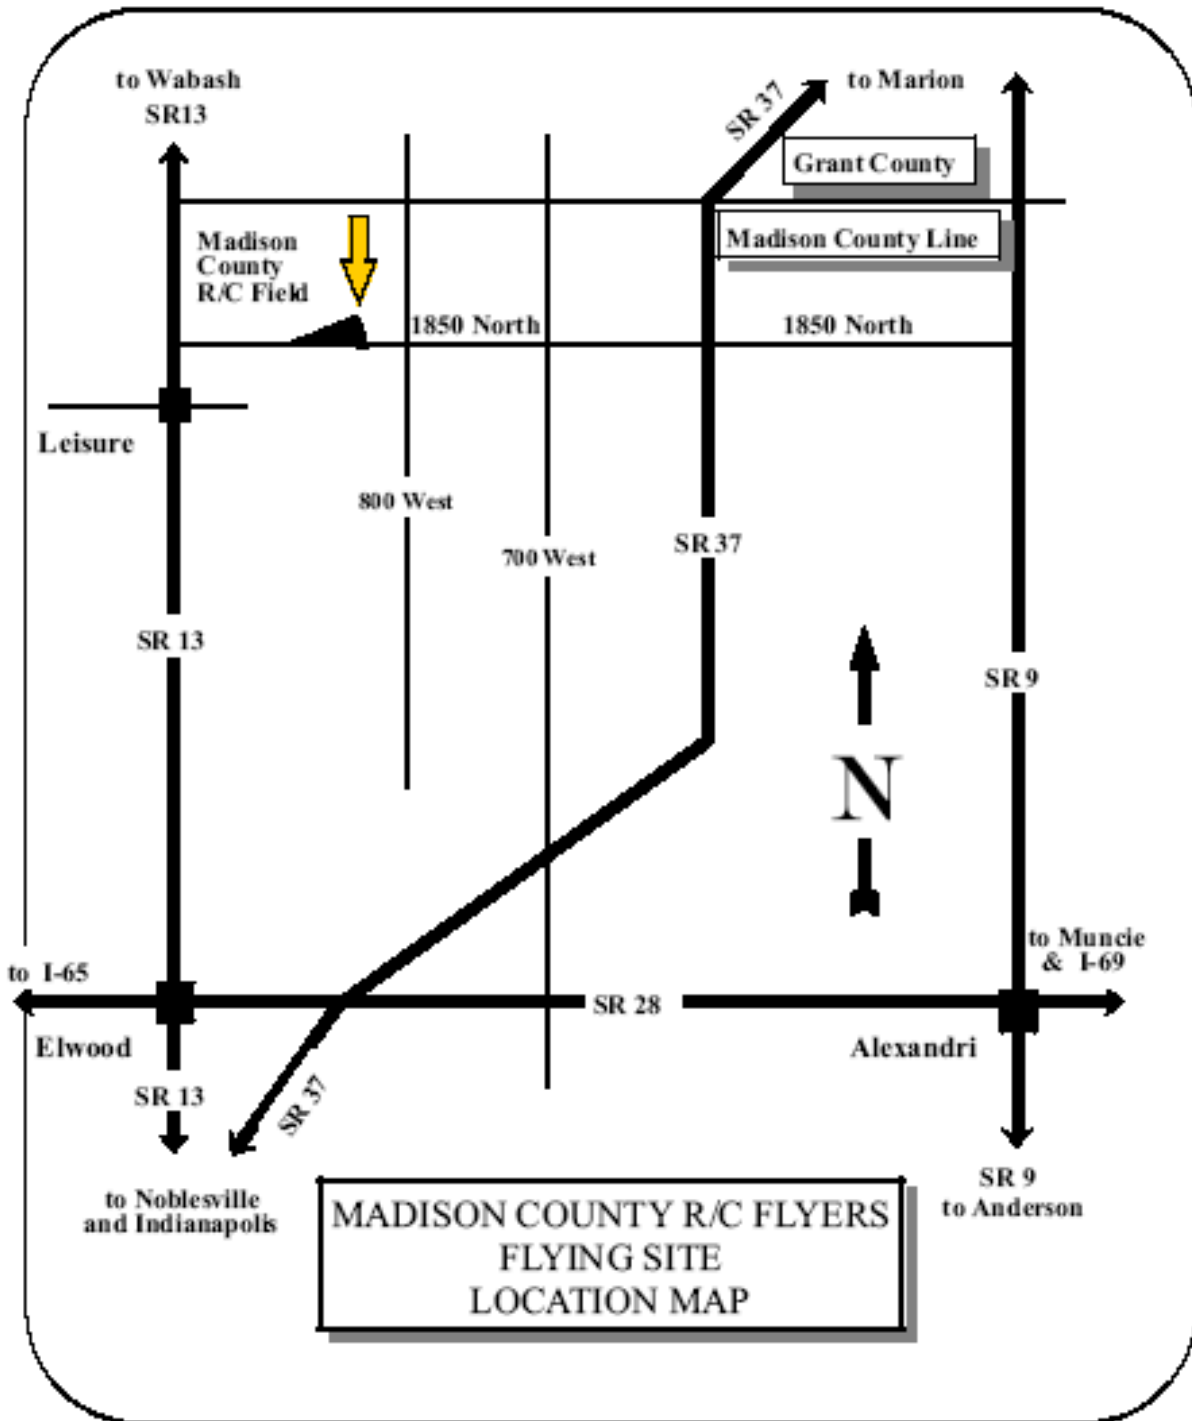 to Wabash
SR13
SR 37
to Marion
Grant County
Madison County Line
Madison
County
R/C Field
1850 North
1850 North
Leisure
800 West
700 West
SR 37
SR 13
SR 9
N
to Muncie
& I-69
to I-65
SR 28
Elwood
Alexandri
SR 13
SR 37
to Noblesville
and Indianapolis
SR 9
to Anderson
MADISON COUNTY R/C FLYERS
FLYING SITE
LOCATION MAP